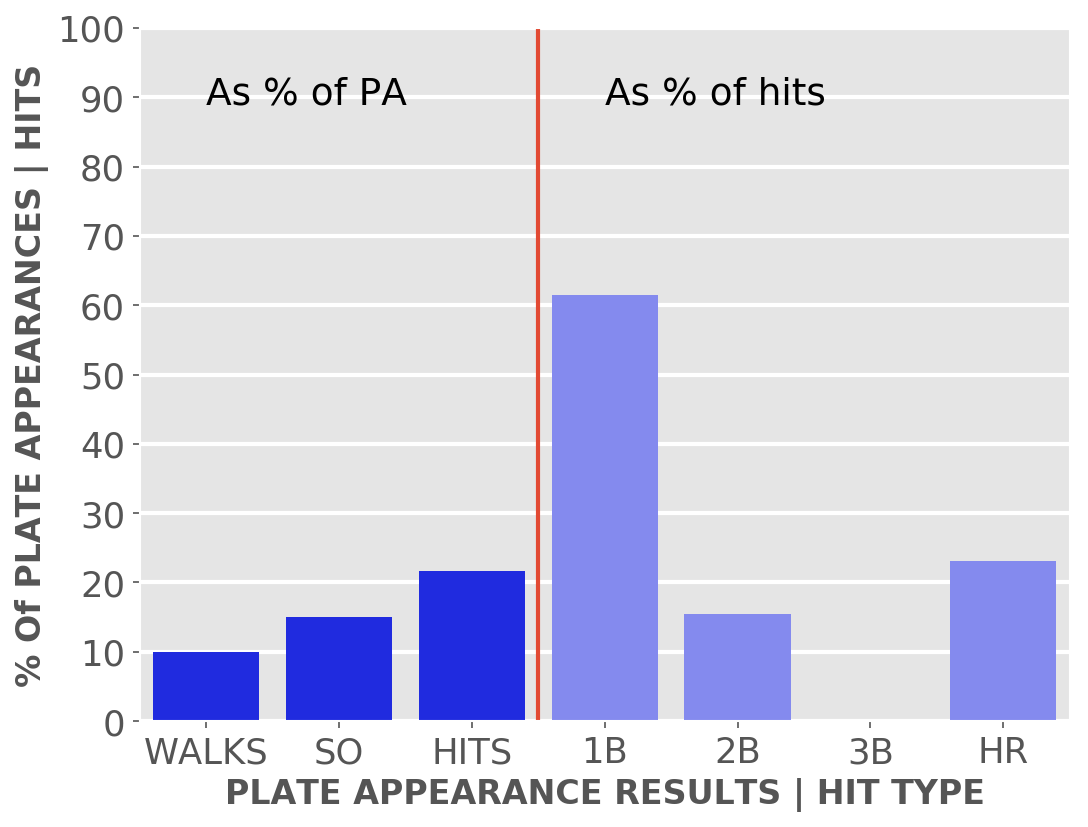 % Of PLATE APPEARANCES | HITS
100
90
80
70
60
50
40
30
20
10
0
As % of PA
As % of hits
WALKS SO HITS 1B 2B 3B HR
PLATE APPEARANCE RESULTS | HIT TYPE